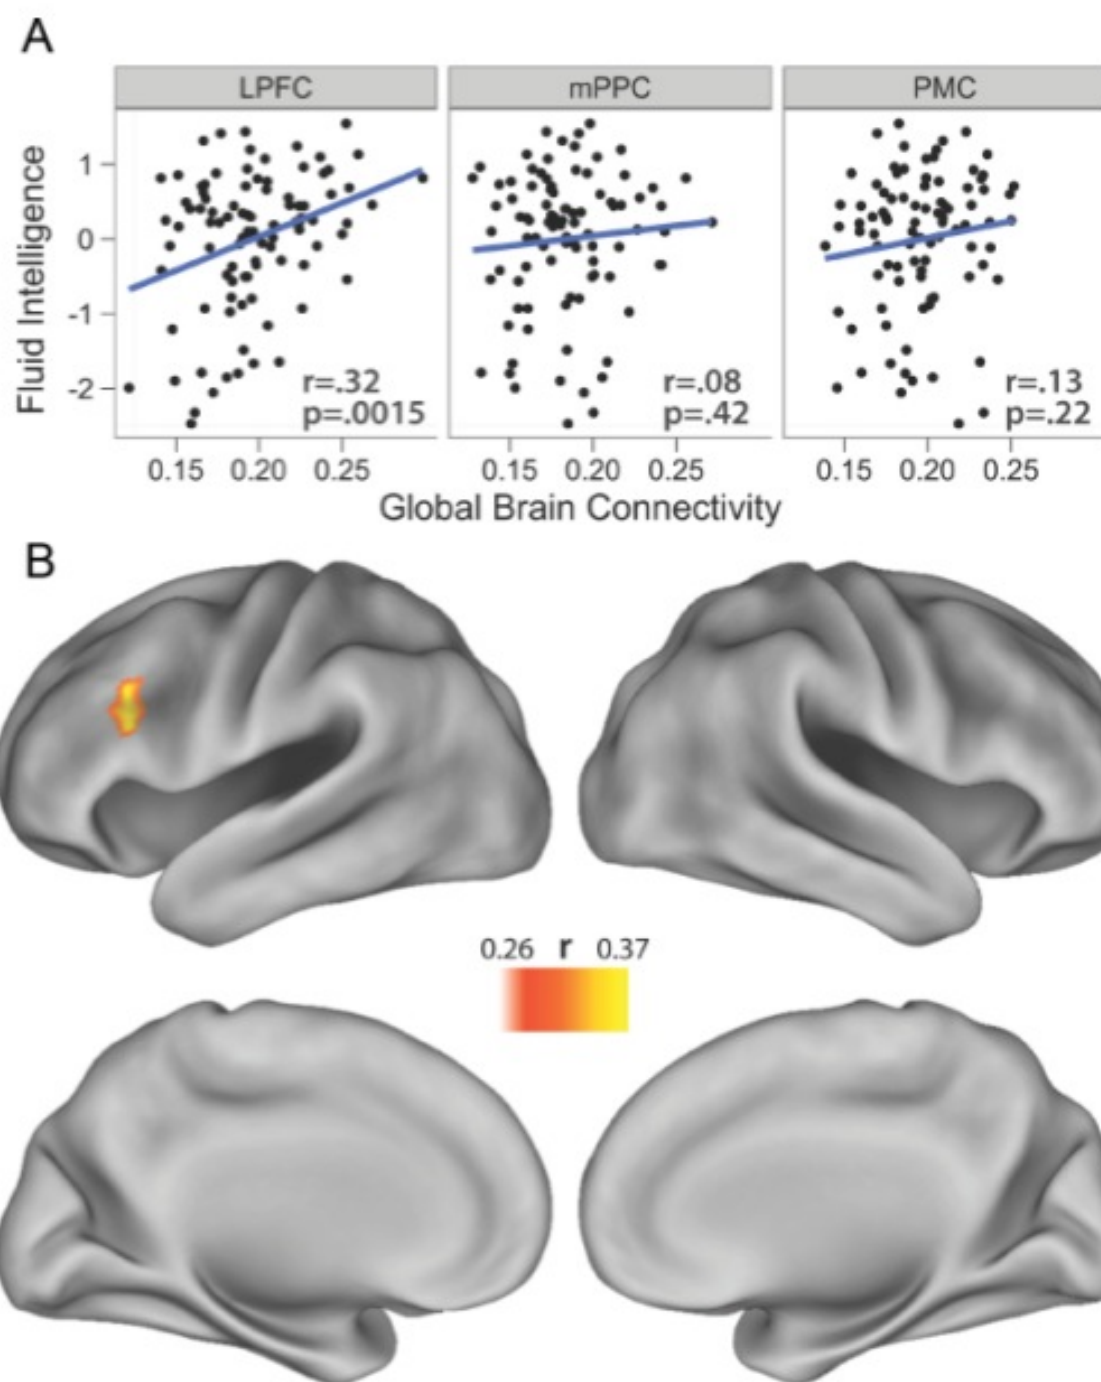 A
LPFC mPPC PMC
Fluid Intelligence
1
0
-1
-2
r=.32 r=.08 r=.13
p=.0015 p=.42 p=.22
0.15 0.20 0.25 0.15 0.20 0.25 0.15 0.20 0.25
Global Brain Connectivity
B
0.26 r 0.37